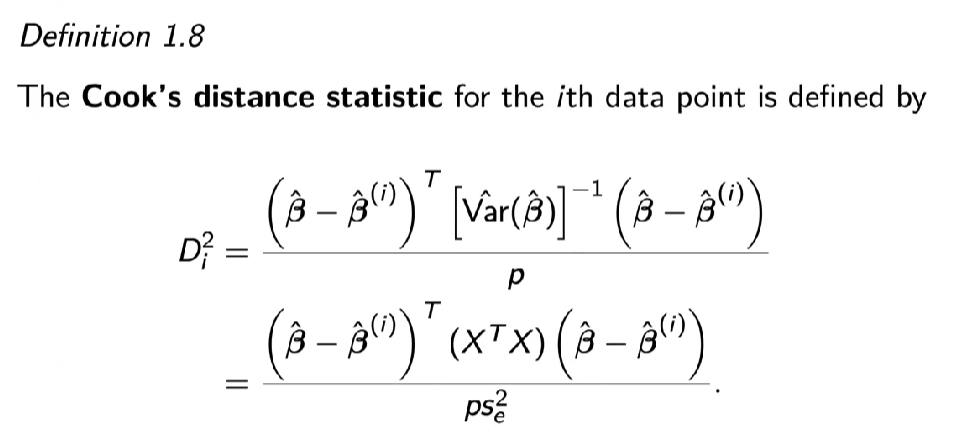 Definition 1.8
The Cook's distance statistic for the ith data point is defined by
$D_i^2 = \frac{\left(\hat{\beta} - \hat{\beta}^{(i)}\right)^T \left[\hat{\mathrm{Var}}(\hat{\beta})\right]^{-1} \left(\hat{\beta} - \hat{\beta}^{(i)}\right)}{p}$
$= \frac{\left(\hat{\beta} - \hat{\beta}^{(i)}\right)^T (X^T X) \left(\hat{\beta} - \hat{\beta}^{(i)}\right)}{p s_e^2}.$